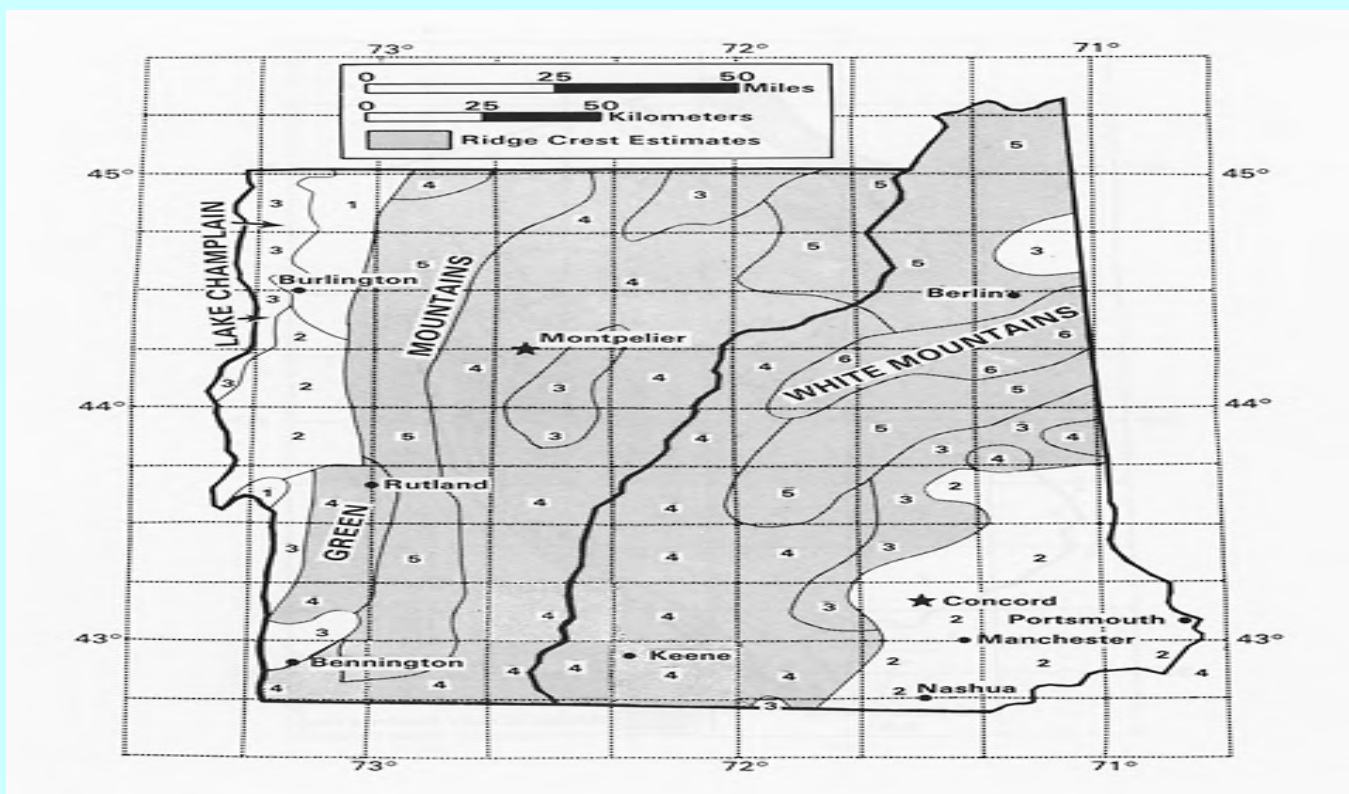 73° 72° 71°
0 25 50
Miles
0 25 50
Kilometers
Ridge Crest Estimates
5
45° 45°
4 5
3
3 1
4
LAKE CHAMPLAIN
3 5 3
5 5
Burlington 4
3 Berlin
MOUNTAINS
2 Montpelier 6
WHITE MOUNTAINS
4 4 6 6
3 2 3 4 5
44° 44°
2 5 3 4 5 3 4
3 4
Rutland
1 4 4 5 3 2
4
GREEN
3 5 4 4 3 2
4 4 4 3 Concord
2 Portsmouth
3
43° Manchester 43°
Bennington 4 4 Keene 2 2 2
4 4 4 4 2 Nashua 4
3
73° 72° 71°